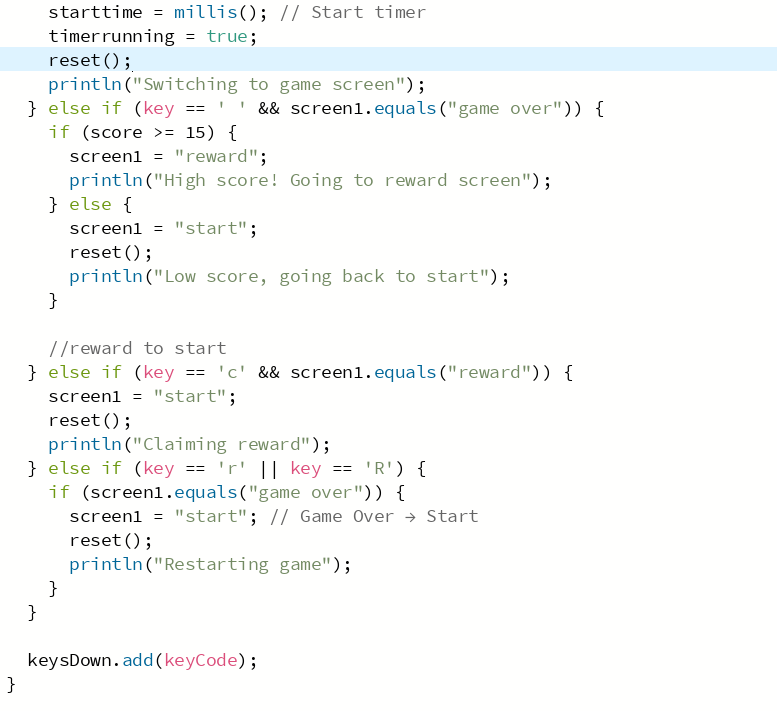 starttime = millis(); // Start timer
    timerrunning = true;
    reset();
    println("Switching to game screen");
  } else if (key == ' ' && screen1.equals("game over")) {
    if (score >= 15) {
      screen1 = "reward";
      println("High score! Going to reward screen");
    } else {
      screen1 = "start";
      reset();
      println("Low score, going back to start");
    }

    //reward to start
  } else if (key == 'c' && screen1.equals("reward")) {
    screen1 = "start";
    reset();
    println("Claiming reward");
  } else if (key == 'r' || key == 'R') {
    if (screen1.equals("game over")) {
      screen1 = "start"; // Game Over → Start
      reset();
      println("Restarting game");
    }
  }

  keysDown.add(keyCode);
}